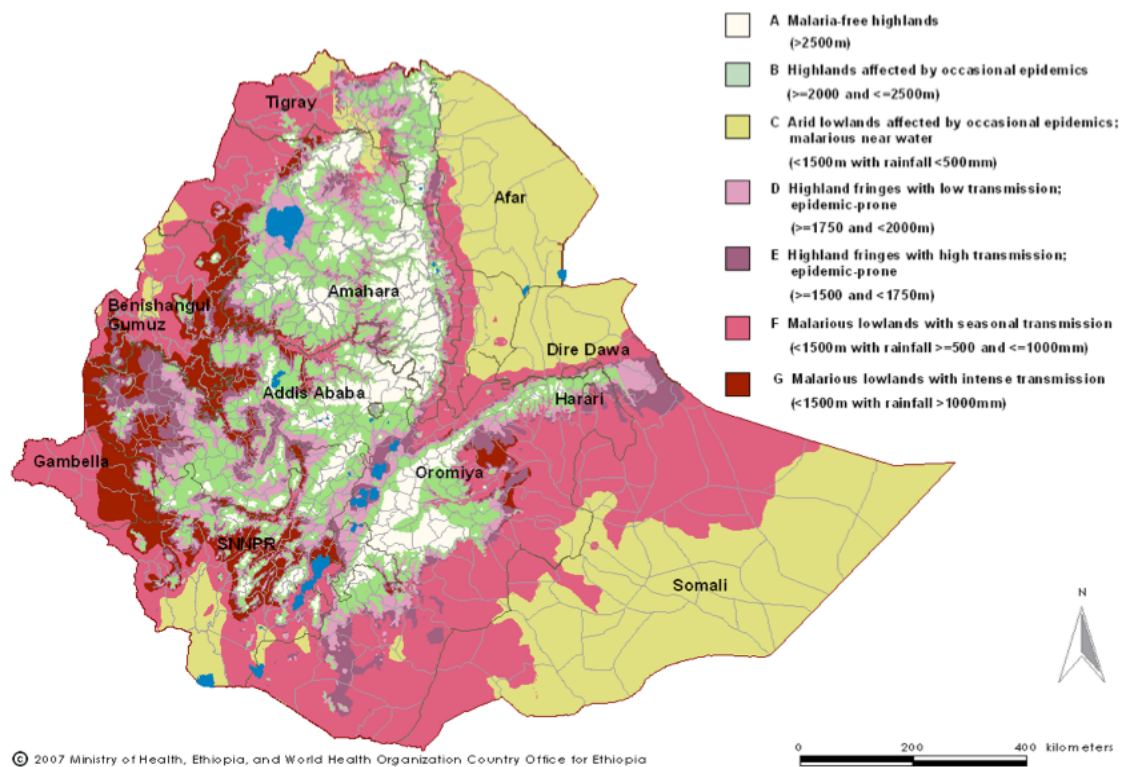 A Malaria-free highlands
(>2500m)
B Highlands affected by occasional epidemics
(>=2000 and <=2500m)
C Arid lowlands affected by occasional epidemics;
malarious near water
(<1500m with rainfall <500mm)
D Highland fringes with low transmission;
epidemic-prone
(>=1750 and <2000m)
E Highland fringes with high transmission;
epidemic-prone
(>=1500 and <1750m)
F Malarious lowlands with seasonal transmission
(<1500m with rainfall >=500 and <=1000mm)
G Malarious lowlands with intense transmission
(<1500m with rainfall >1000mm)
Tigray
Afar
Amahara
Benishangul
Gumuz
Dire Dawa
Addis Ababa
Harari
Gambella
Oromiya
SNNPR
Somali
N
0 200 400 kilometers
© 2007 Ministry of Health, Ethiopia, and World Health Organization Country Office for Ethiopia